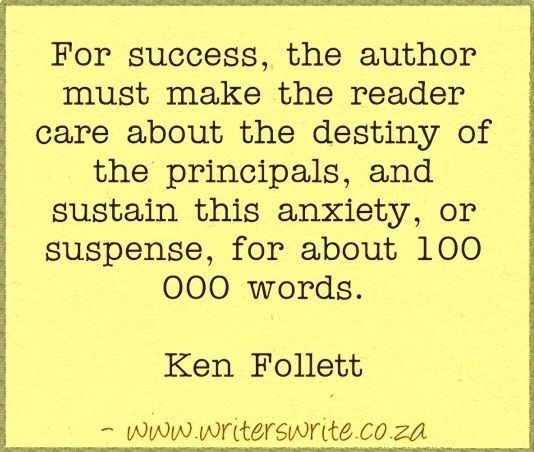 For success, the author
must make the reader
care about the destiny of
the principals, and
sustain this anxiety, or
suspense, for about 100
000 words.
Ken Follett
- www.writerswrite.co.za